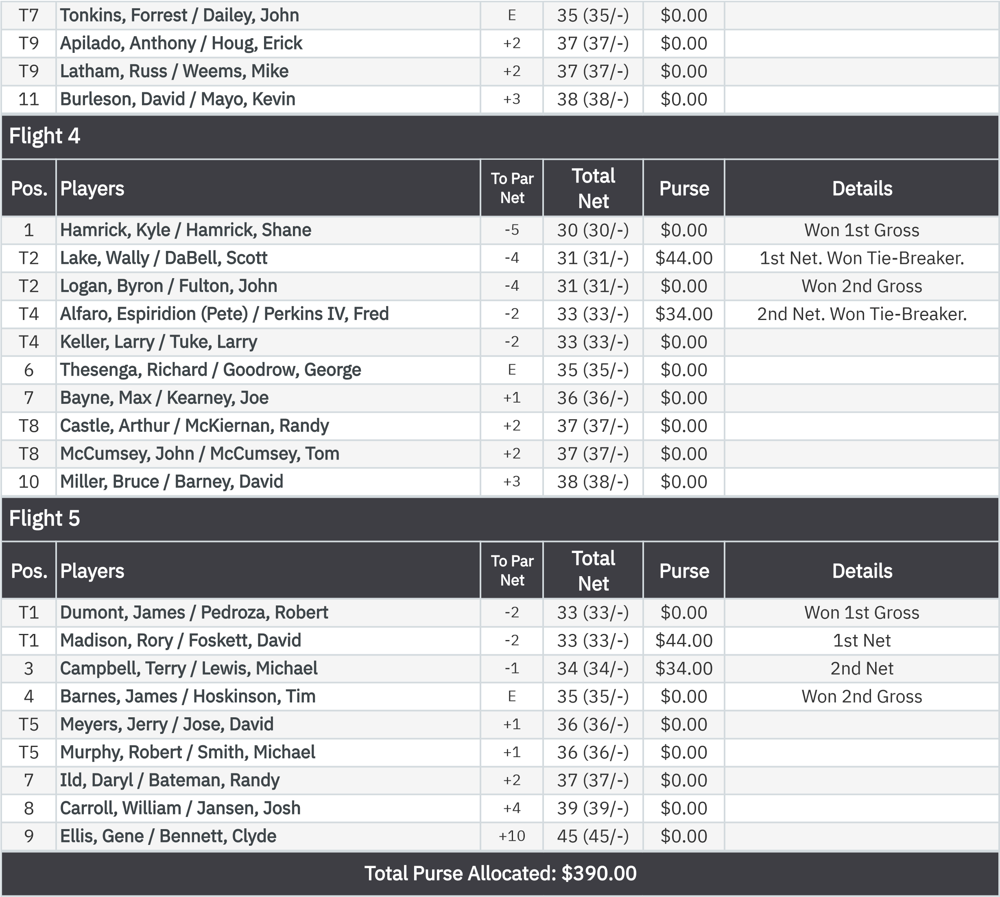 T7 Tonkins, Forrest / Dailey, John E 35 (35/-) $0.00
T9 Apilado, Anthony / Houg, Erick +2 37 (37/-) $0.00
T9 Latham, Russ / Weems, Mike +2 37 (37/-) $0.00
11 Burleson, David / Mayo, Kevin +3 38 (38/-) $0.00
Flight 4
Pos. Players To Par Net Total Net Purse Details
1 Hamrick, Kyle / Hamrick, Shane -5 30 (30/-) $0.00 Won 1st Gross
T2 Lake, Wally / DaBell, Scott -4 31 (31/-) $44.00 1st Net. Won Tie-Breaker.
T2 Logan, Byron / Fulton, John -4 31 (31/-) $0.00 Won 2nd Gross
T4 Alfaro, Espiridion (Pete) / Perkins IV, Fred -2 33 (33/-) $34.00 2nd Net. Won Tie-Breaker.
T4 Keller, Larry / Tuke, Larry -2 33 (33/-) $0.00
6 Thesenga, Richard / Goodrow, George E 35 (35/-) $0.00
7 Bayne, Max / Kearney, Joe +1 36 (36/-) $0.00
T8 Castle, Arthur / McKiernan, Randy +2 37 (37/-) $0.00
T8 McCumsey, John / McCumsey, Tom +2 37 (37/-) $0.00
10 Miller, Bruce / Barney, David +3 38 (38/-) $0.00
Flight 5
Pos. Players To Par Net Total Net Purse Details
T1 Dumont, James / Pedroza, Robert -2 33 (33/-) $0.00 Won 1st Gross
T1 Madison, Rory / Foskett, David -2 33 (33/-) $44.00 1st Net
3 Campbell, Terry / Lewis, Michael -1 34 (34/-) $34.00 2nd Net
4 Barnes, James / Hoskinson, Tim E 35 (35/-) $0.00 Won 2nd Gross
T5 Meyers, Jerry / Jose, David +1 36 (36/-) $0.00
T5 Murphy, Robert / Smith, Michael +1 36 (36/-) $0.00
7 Ild, Daryl / Bateman, Randy +2 37 (37/-) $0.00
8 Carroll, William / Jansen, Josh +4 39 (39/-) $0.00
9 Ellis, Gene / Bennett, Clyde +10 45 (45/-) $0.00
Total Purse Allocated: $390.00